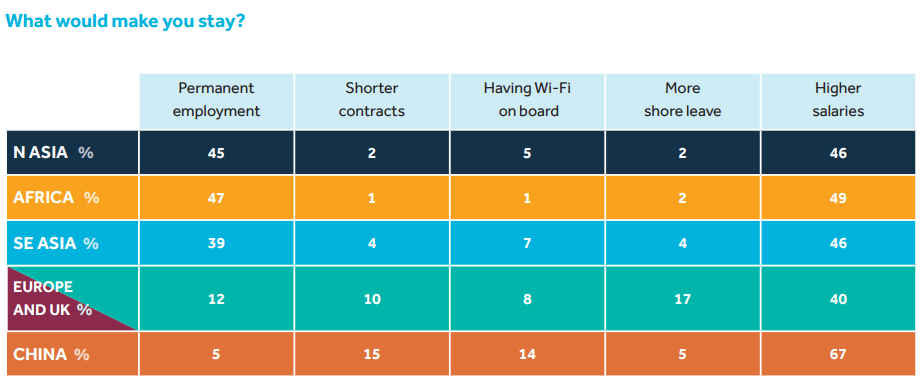 What would make you stay?
Permanent employment Shorter contracts Having Wi-Fi on board More shore leave Higher salaries
N ASIA % 45 2 5 2 46
AFRICA % 47 1 1 2 49
SE ASIA % 39 4 7 4 46
EUROPE AND UK % 12 10 8 17 40
CHINA % 5 15 14 5 67